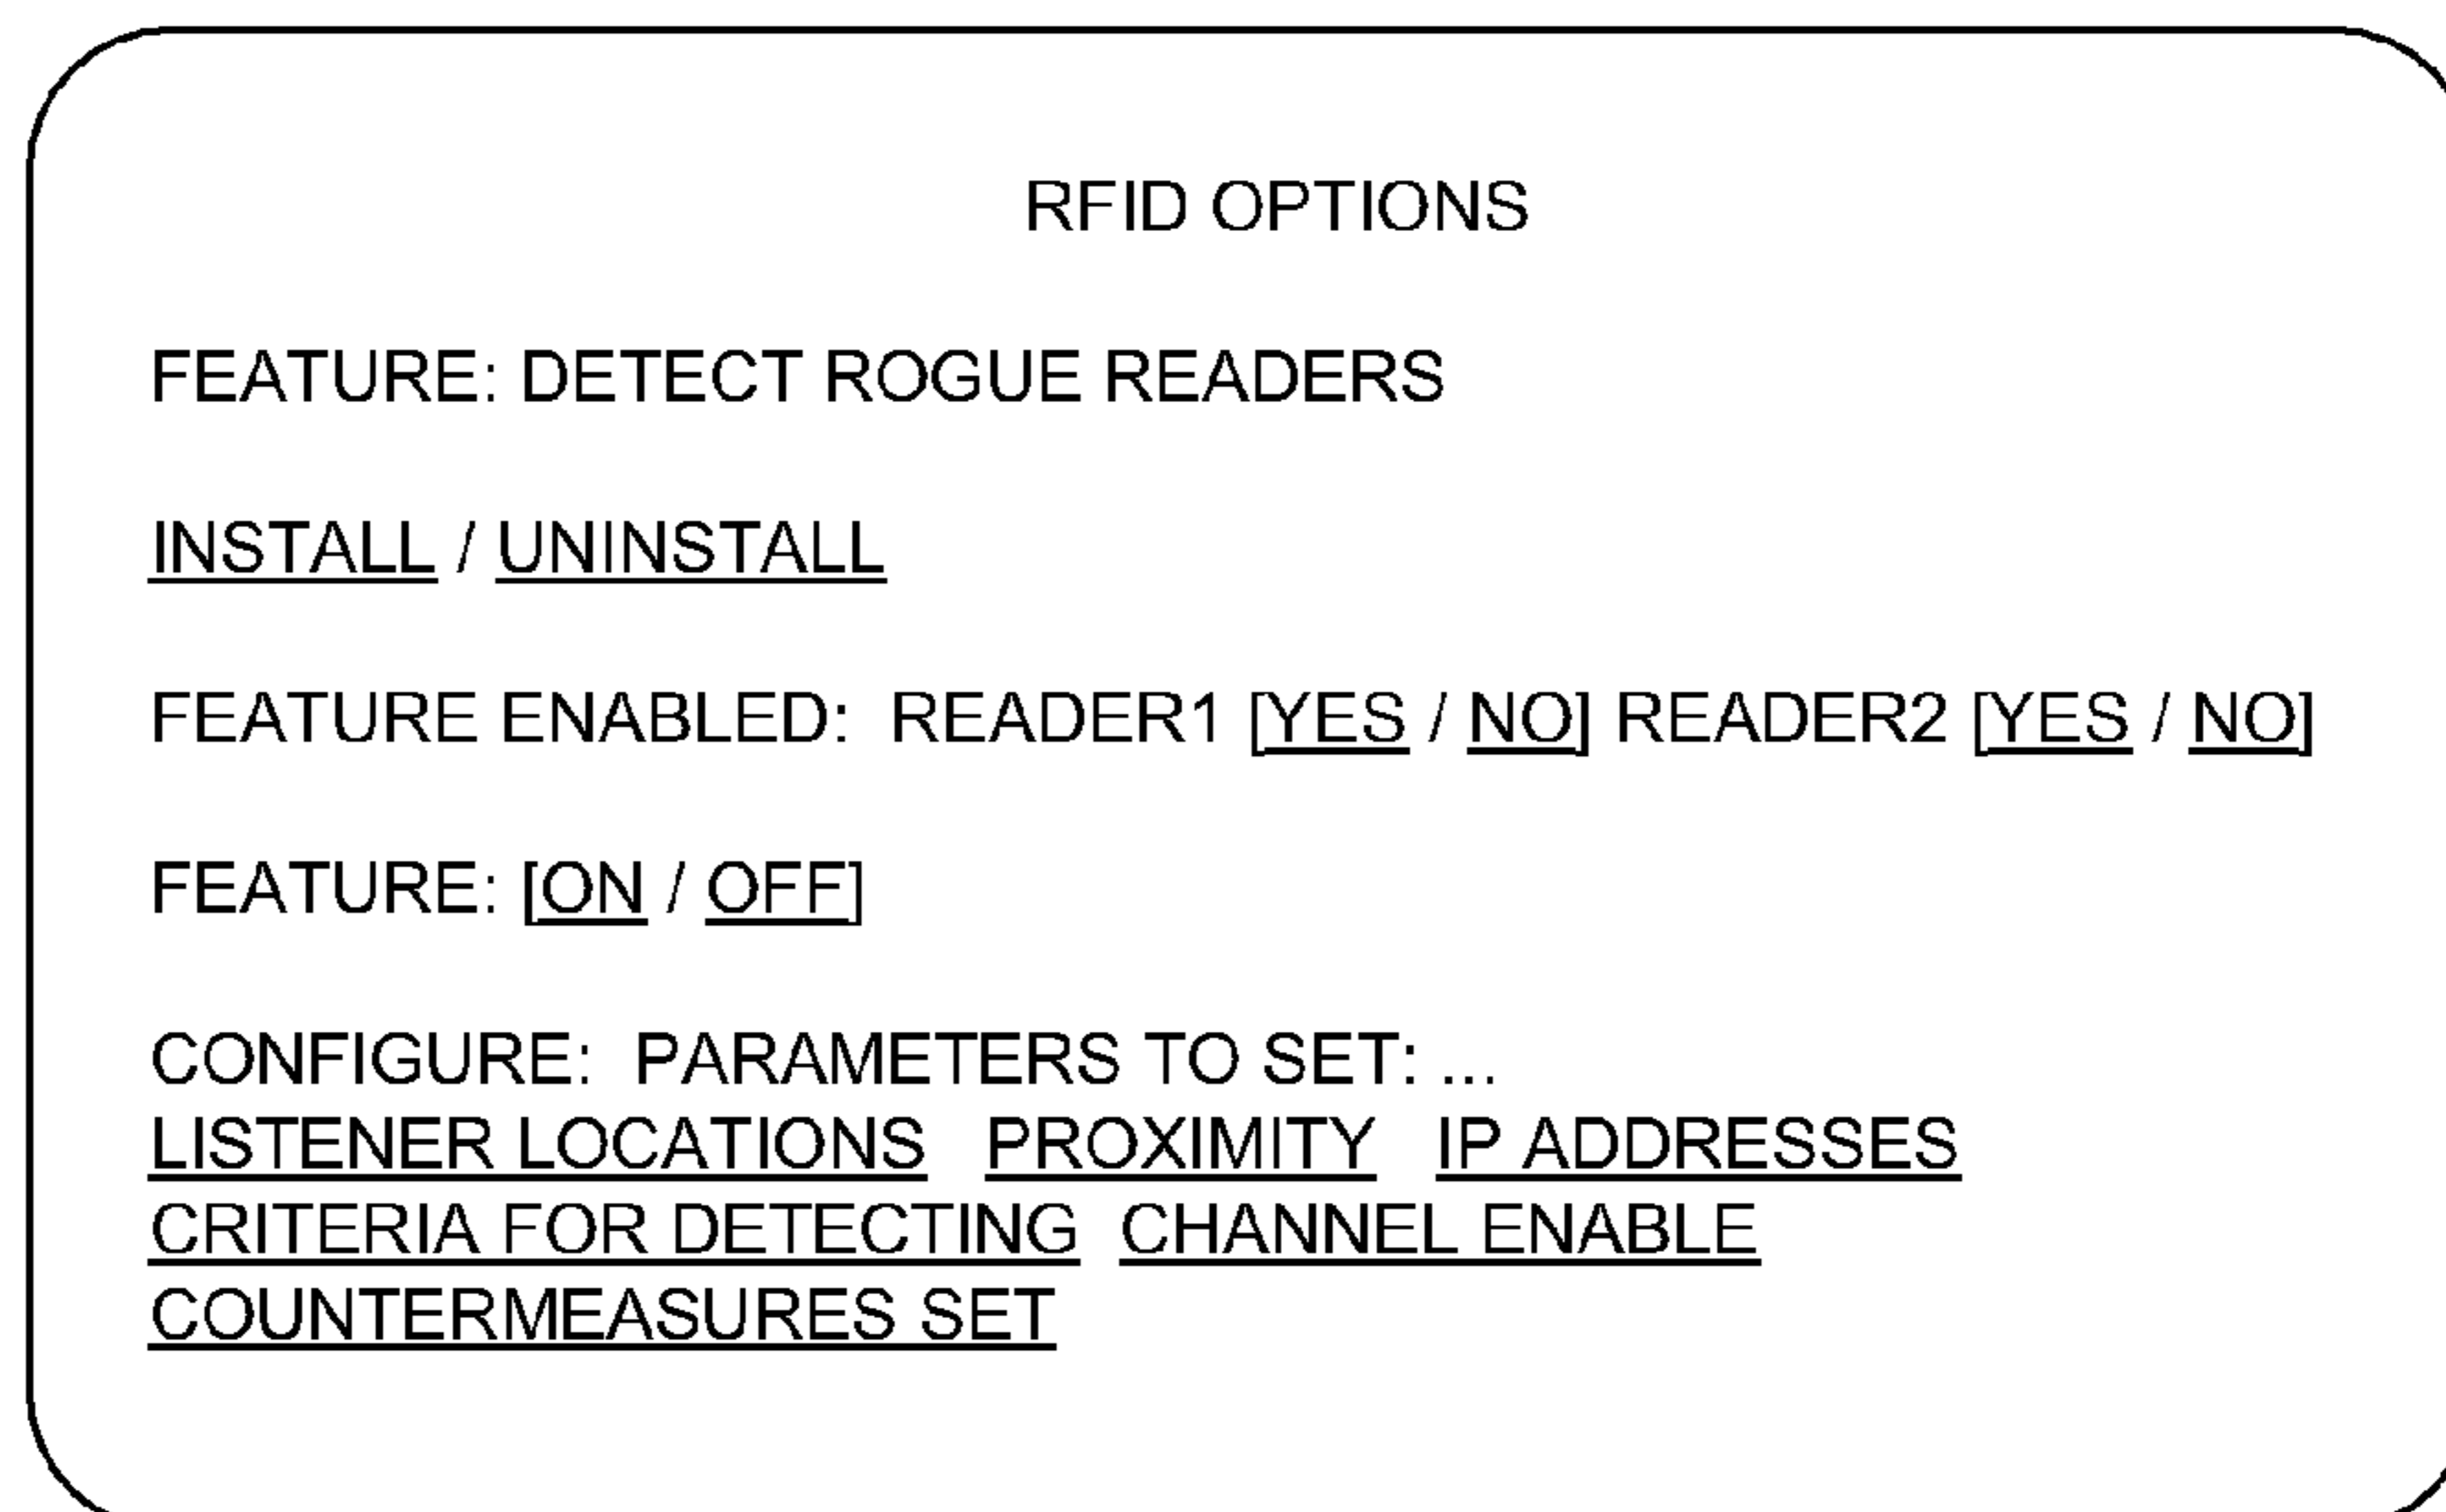 RFID OPTIONS
FEATURE: DETECT ROGUE READERS
INSTALL / UNINSTALL
FEATURE ENABLED: READER1 [YES / NO] READER2 [YES / NO]
FEATURE: [ON / OFF]
CONFIGURE: PARAMETERS TO SET: ...
LISTENER LOCATIONS PROXIMITY IP ADDRESSES
CRITERIA FOR DETECTING CHANNEL ENABLE
COUNTERMEASURES SET